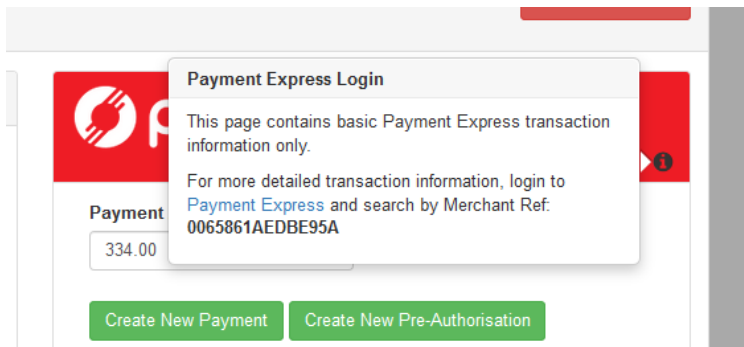 Payment Express Login
This page contains basic Payment Express transaction
information only.
For more detailed transaction information, login to
Payment Express and search by Merchant Ref:
0065861AEDBE95A
Payment
334.00
Create New Payment
Create New Pre-Authorisation